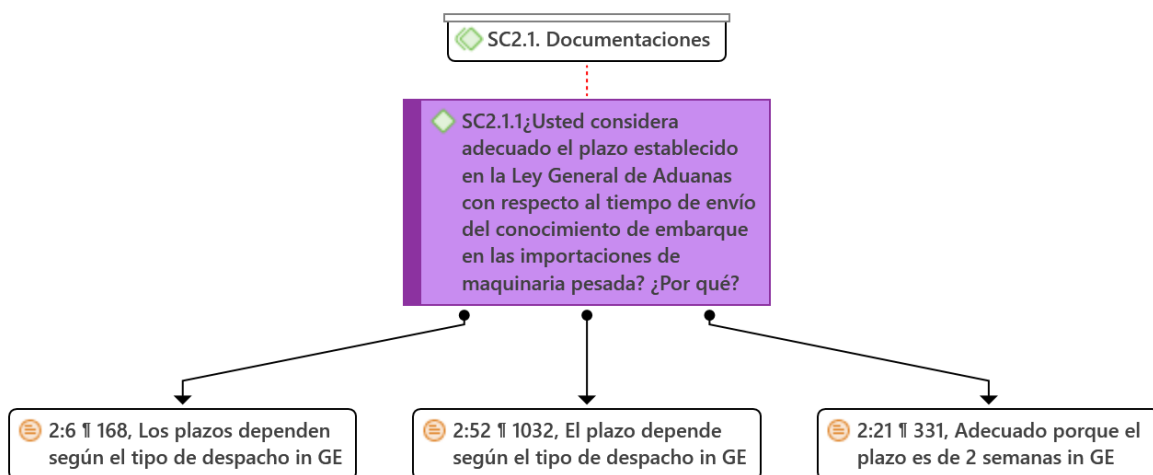 SC2.1. Documentaciones
SC2.1.1¿Usted considera
adecuado el plazo establecido
en la Ley General de Aduanas
con respecto al tiempo de envío
del conocimiento de embarque
en las importaciones de
maquinaria pesada? ¿Por qué?
2:6 ¶ 168, Los plazos dependen
según el tipo de despacho in GE
2:52 ¶ 1032, El plazo depende
según el tipo de despacho in GE
2:21 ¶ 331, Adecuado porque el
plazo es de 2 semanas in GE